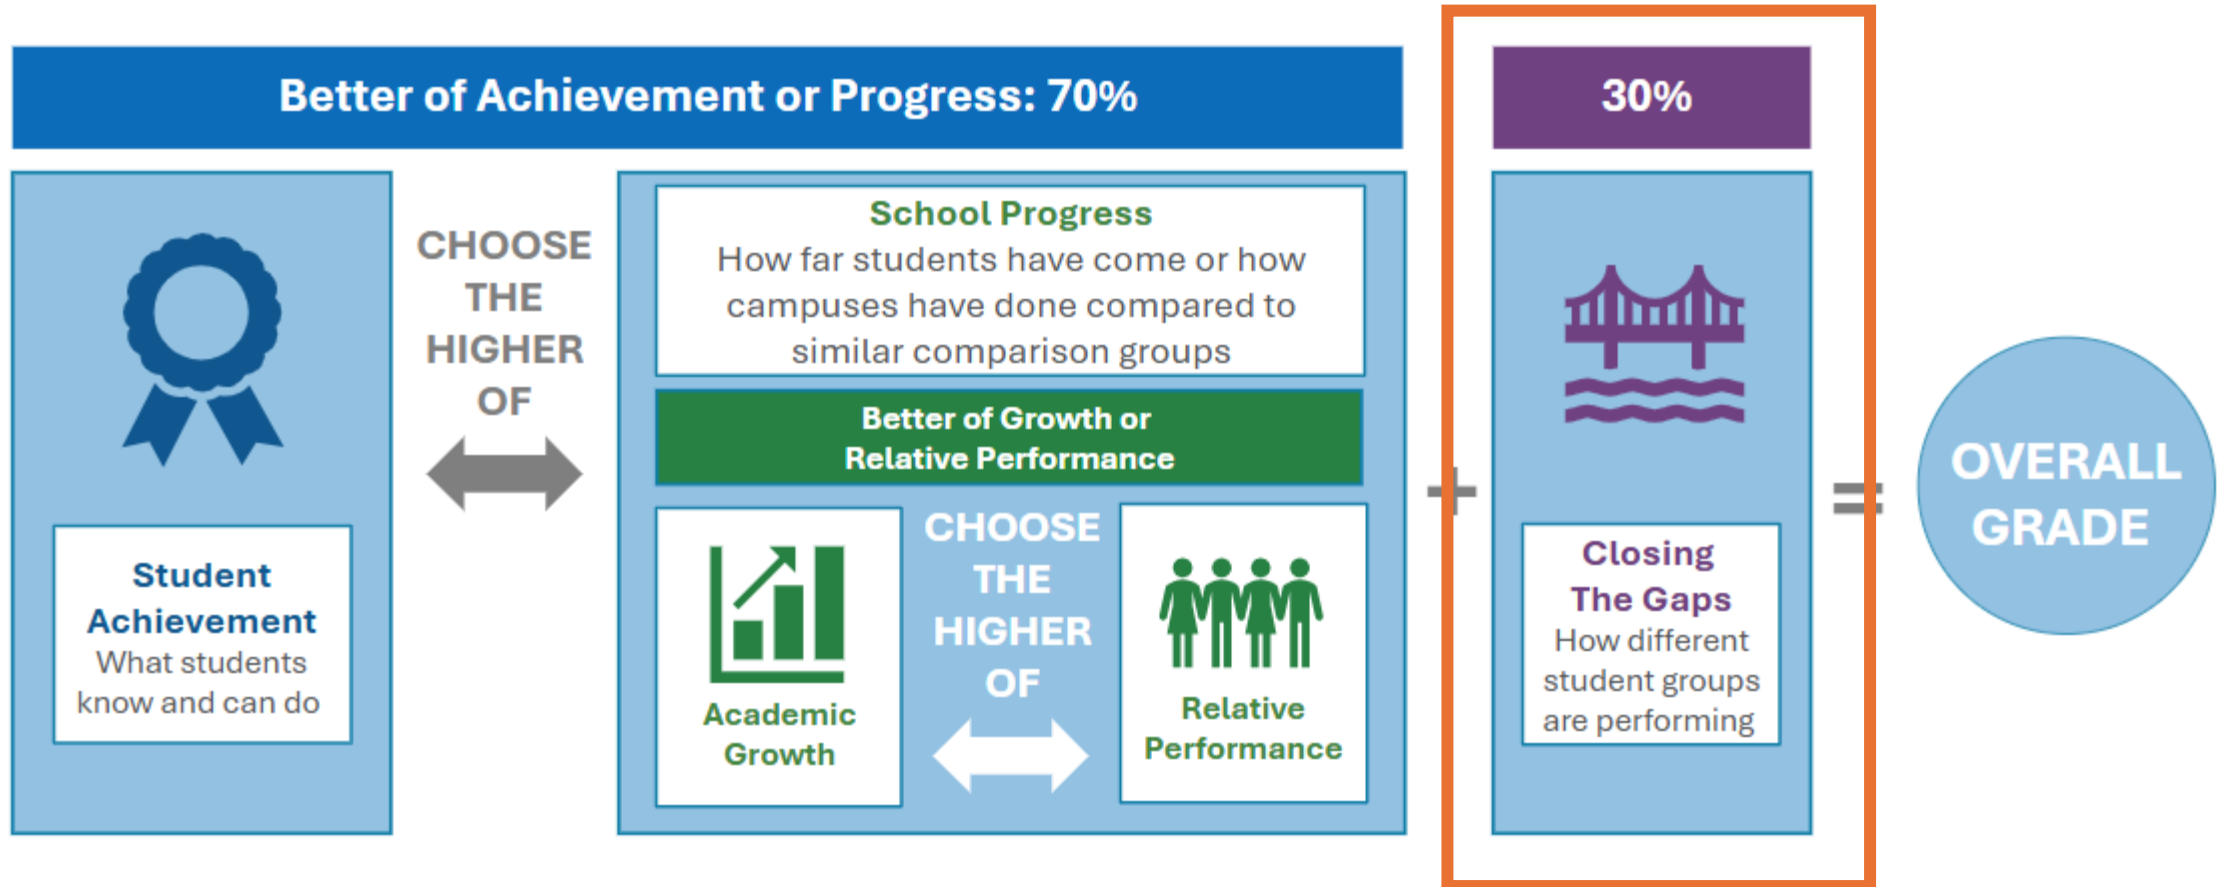 Better of Achievement or Progress: 70%
30%
Student
Achievement
What students
know and can do
CHOOSE
THE
HIGHER
OF
School Progress
How far students have come or how
campuses have done compared to
similar comparison groups
Better of Growth or
Relative Performance
Academic
Growth
CHOOSE
THE
HIGHER
OF
Relative
Performance
+
Closing
The Gaps
How different
student groups
are performing
=
OVERALL
GRADE